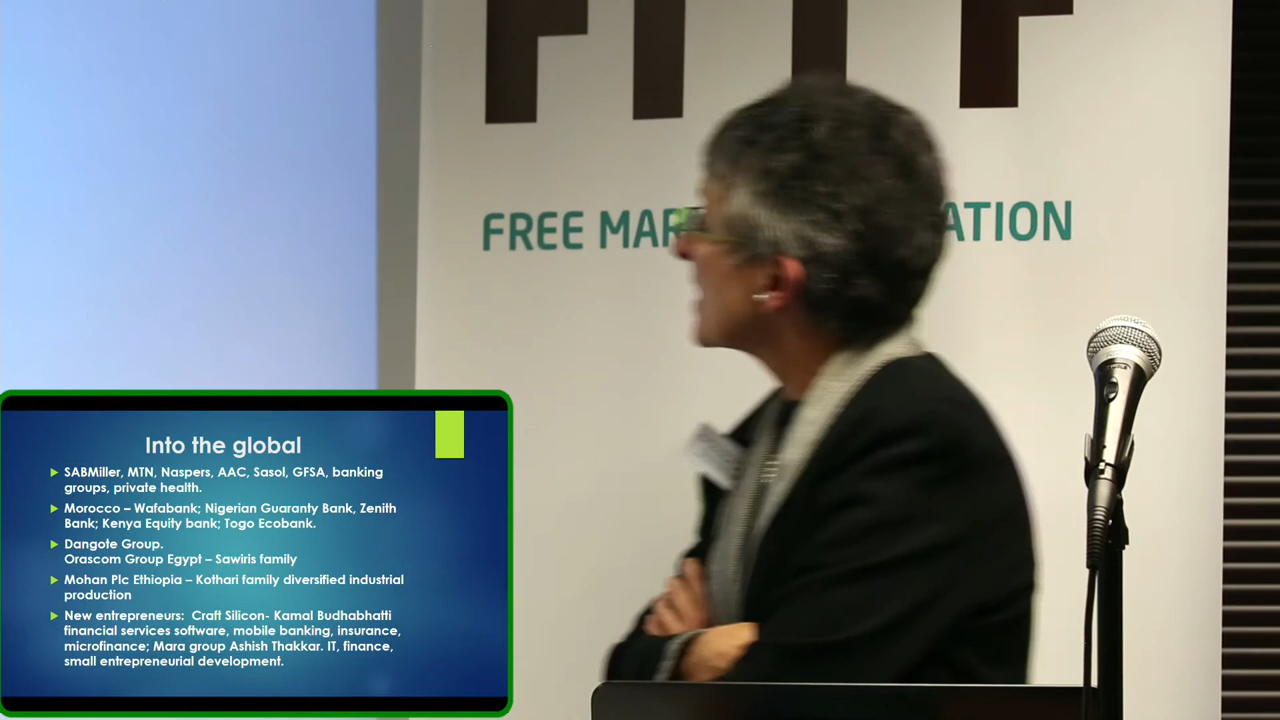 FREE MAR ATION
Into the global
SABMiller, MTN, Naspers, AAC, Sasol, GFSA, banking
groups, private health.
Morocco – Wafabank; Nigerian Guaranty Bank, Zenith
Bank; Kenya Equity bank; Togo Ecobank.
Dangote Group.
Orascom Group Egypt – Sawiris family
Mohan Plc Ethiopia – Kothari family diversified industrial
production
New entrepreneurs: Craft Silicon- Kamal Budhabhatti
financial services software, mobile banking, insurance,
microfinance; Mara group Ashish Thakkar. IT, finance,
small entrepreneurial development.